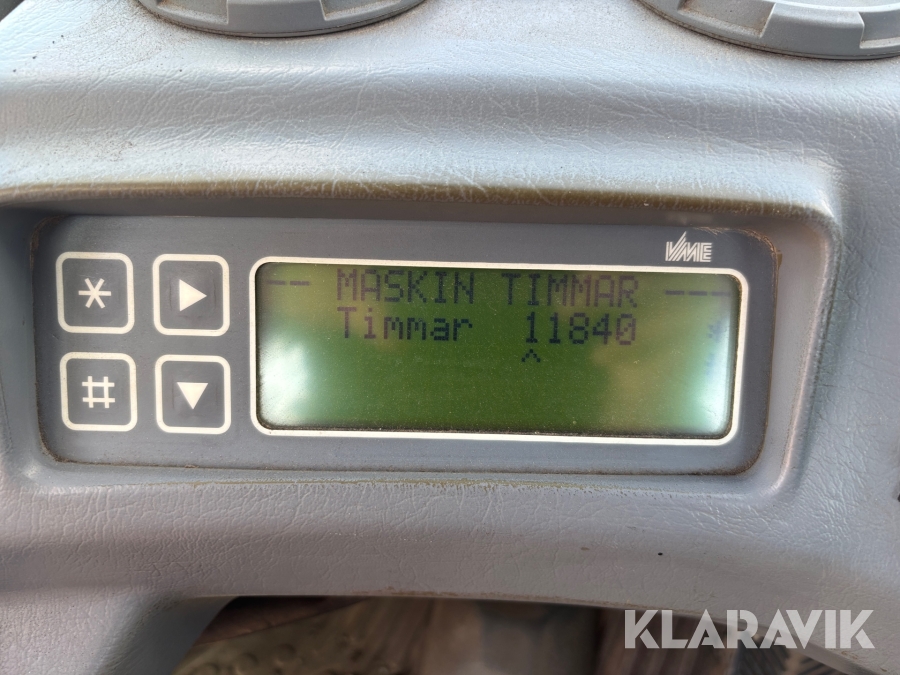 VME
-- MASKIN TIMMAR ---
Timmar 11840
^
*
#
KLARAVIK